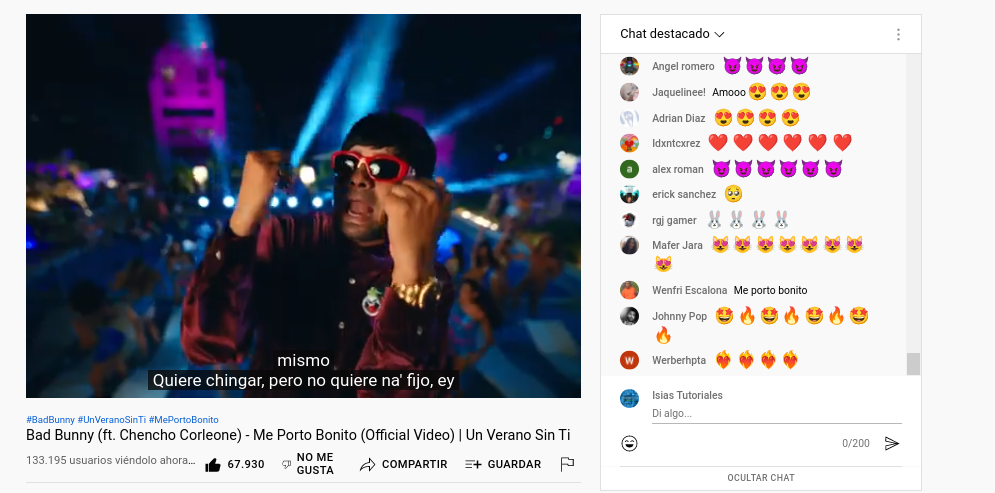 mismo
Quiere chingar, pero no quiere na' fijo, ey
#BadBunny #UnVeranoSinTi #MePortoBonito
Bad Bunny (ft. Chencho Corleone) - Me Porto Bonito (Official Video) | Un Verano Sin Ti
133.195 usuarios viéndolo ahora...
67.930
NO ME
GUSTA
COMPARTIR
GUARDAR
Chat destacado
Angel romero 😈😈😈😈
Jaquelinee! Amooo 😍😍😍
Adrian Diaz 😍😍😍😍
Idxntcxrez ❤️❤️❤️❤️❤️❤️
a alex roman 😈😈😈😈😈😈
erick sanchez 🥺
rgj gamer 🐰🐰🐰🐰
Mafer Jara 😻😻😻😻😻😻😻
😻
Wenfri Escalona Me porto bonito
Johnny Pop 🤩🔥🤩🔥🤩🔥🤩
🔥
W Werberhpta ❤️‍🔥❤️‍🔥❤️‍🔥❤️‍🔥
Isias Tutoriales
Di algo...
0/200
OCULTAR CHAT